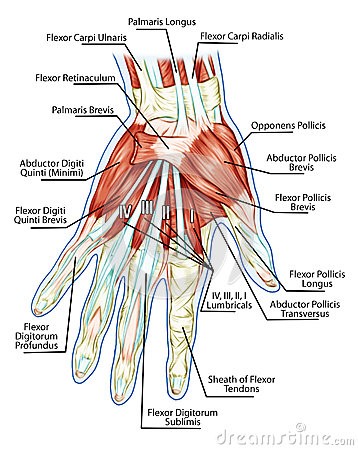 Palmaris Longus
Flexor Carpi Ulnaris
Flexor Carpi Radialis
Flexor Retinaculum
Palmaris Brevis
Opponens Pollicis
Abductor Digiti
Quinti (Minimi)
Abductor Pollicis
Brevis
Flexor Digiti
Quinti Brevis
IV
III
II
I
Flexor Pollicis
Brevis
Flexor Pollicis
Longus
IV, III, II, I
Lumbricals
Abductor Pollicis
Transversus
Flexor
Digitorum
Profundus
Sheath of Flexor
Tendons
Flexor Digitorum
Sublimis
dreamstime.com